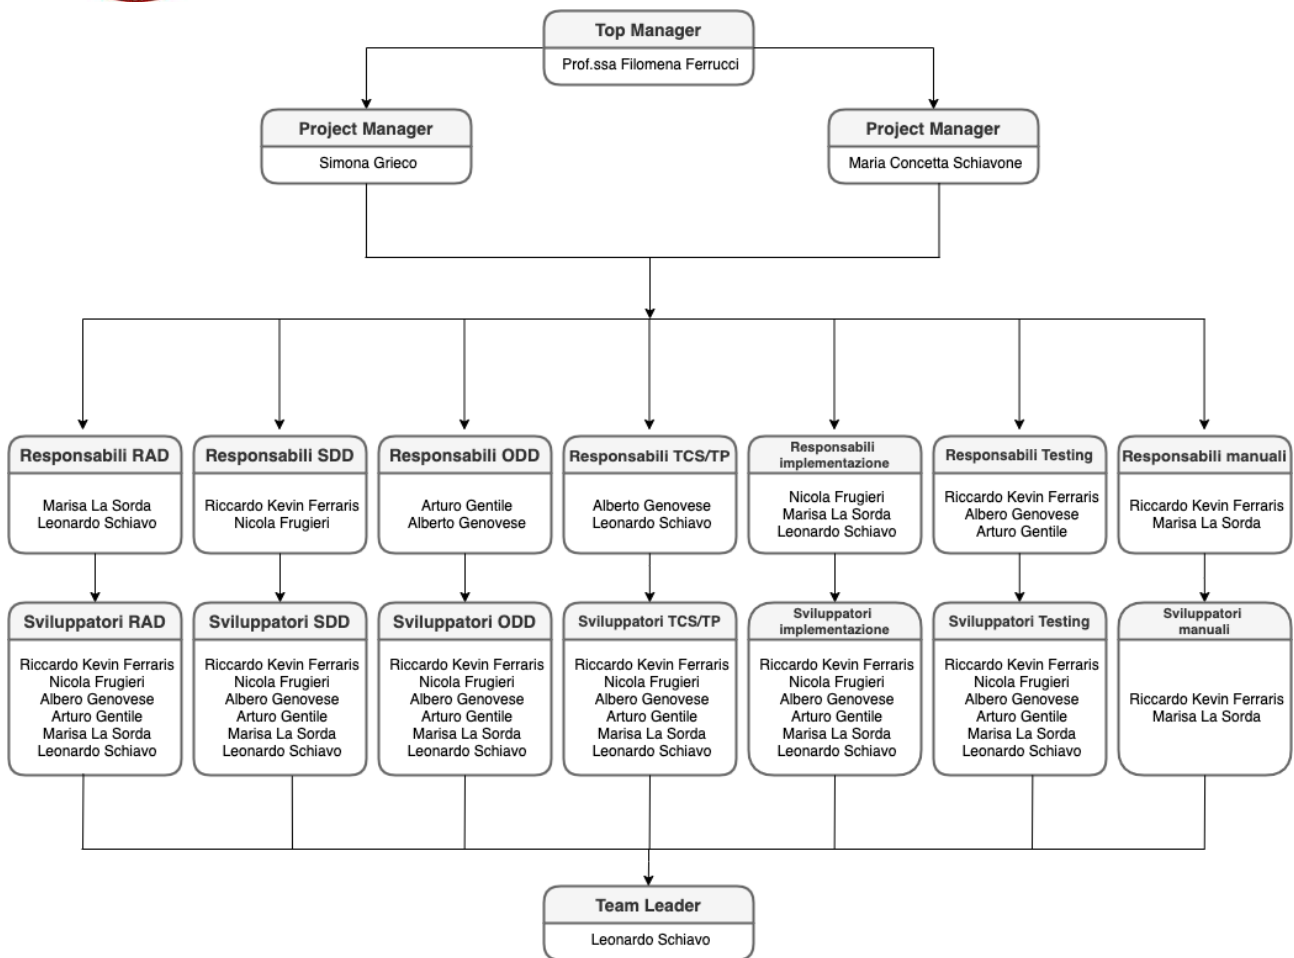 Top Manager
Prof.ssa Filomena Ferrucci
Project Manager
Simona Grieco
Project Manager
Maria Concetta Schiavone
Responsabili RAD
Marisa La Sorda
Leonardo Schiavo
Responsabili SDD
Riccardo Kevin Ferraris
Nicola Frugieri
Responsabili ODD
Arturo Gentile
Alberto Genovese
Responsabili TCS/TP
Alberto Genovese
Leonardo Schiavo
Responsabili
implementazione
Nicola Frugieri
Marisa La Sorda
Leonardo Schiavo
Responsabili Testing
Riccardo Kevin Ferraris
Albero Genovese
Arturo Gentile
Responsabili manuali
Riccardo Kevin Ferraris
Marisa La Sorda
Sviluppatori RAD
Riccardo Kevin Ferraris
Nicola Frugieri
Albero Genovese
Arturo Gentile
Marisa La Sorda
Leonardo Schiavo
Sviluppatori SDD
Riccardo Kevin Ferraris
Nicola Frugieri
Albero Genovese
Arturo Gentile
Marisa La Sorda
Leonardo Schiavo
Sviluppatori ODD
Riccardo Kevin Ferraris
Nicola Frugieri
Albero Genovese
Arturo Gentile
Marisa La Sorda
Leonardo Schiavo
Sviluppatori TCS/TP
Riccardo Kevin Ferraris
Nicola Frugieri
Albero Genovese
Arturo Gentile
Marisa La Sorda
Leonardo Schiavo
Sviluppatori
implementazione
Riccardo Kevin Ferraris
Nicola Frugieri
Albero Genovese
Arturo Gentile
Marisa La Sorda
Leonardo Schiavo
Sviluppatori Testing
Riccardo Kevin Ferraris
Nicola Frugieri
Albero Genovese
Arturo Gentile
Marisa La Sorda
Leonardo Schiavo
Sviluppatori
manuali
Riccardo Kevin Ferraris
Marisa La Sorda
Team Leader
Leonardo Schiavo